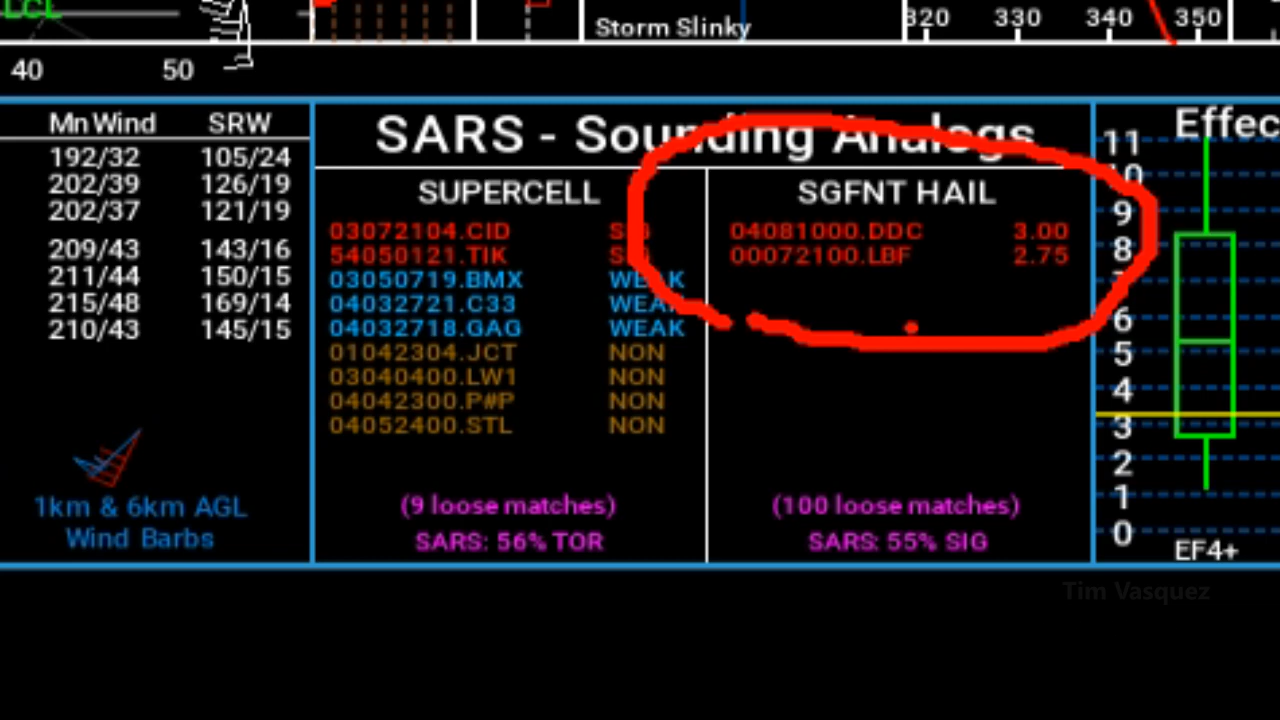 LCL
Storm Slinky
320 330 340 350
40 50
Mn Wind SRW
192/32 105/24
202/39 126/19
202/37 121/19
209/43 143/16
211/44 150/15
215/48 169/14
210/43 145/15
1km & 6km AGL
Wind Barbs
SARS - Sounding Analogs
SUPERCELL
03072104.CID
54050121.TIK
03050719.BMX WEAK
04032721.C33 WEAK
04032718.GAG WEAK
01042304.JCT NON
03040400.LW1 NON
04042300.P#P NON
04052400.STL NON
(9 loose matches)
SARS: 56% TOR
SGFNT HAIL
04081000.DDC 3.00
00072100.LBF 2.75
(100 loose matches)
SARS: 55% SIG
Effec
11
10
9
8
6
5
4
3
2
1
0
EF4+
Tim Vasquez